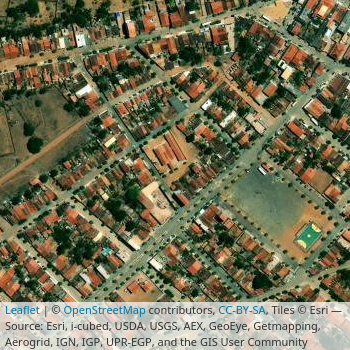 Leaflet | © OpenStreetMap contributors, CC-BY-SA, Tiles © Esri —
Source: Esri, i-cubed, USDA, USGS, AEX, GeoEye, Getmapping,
Aerogrid, IGN, IGP, UPR-EGP, and the GIS User Community